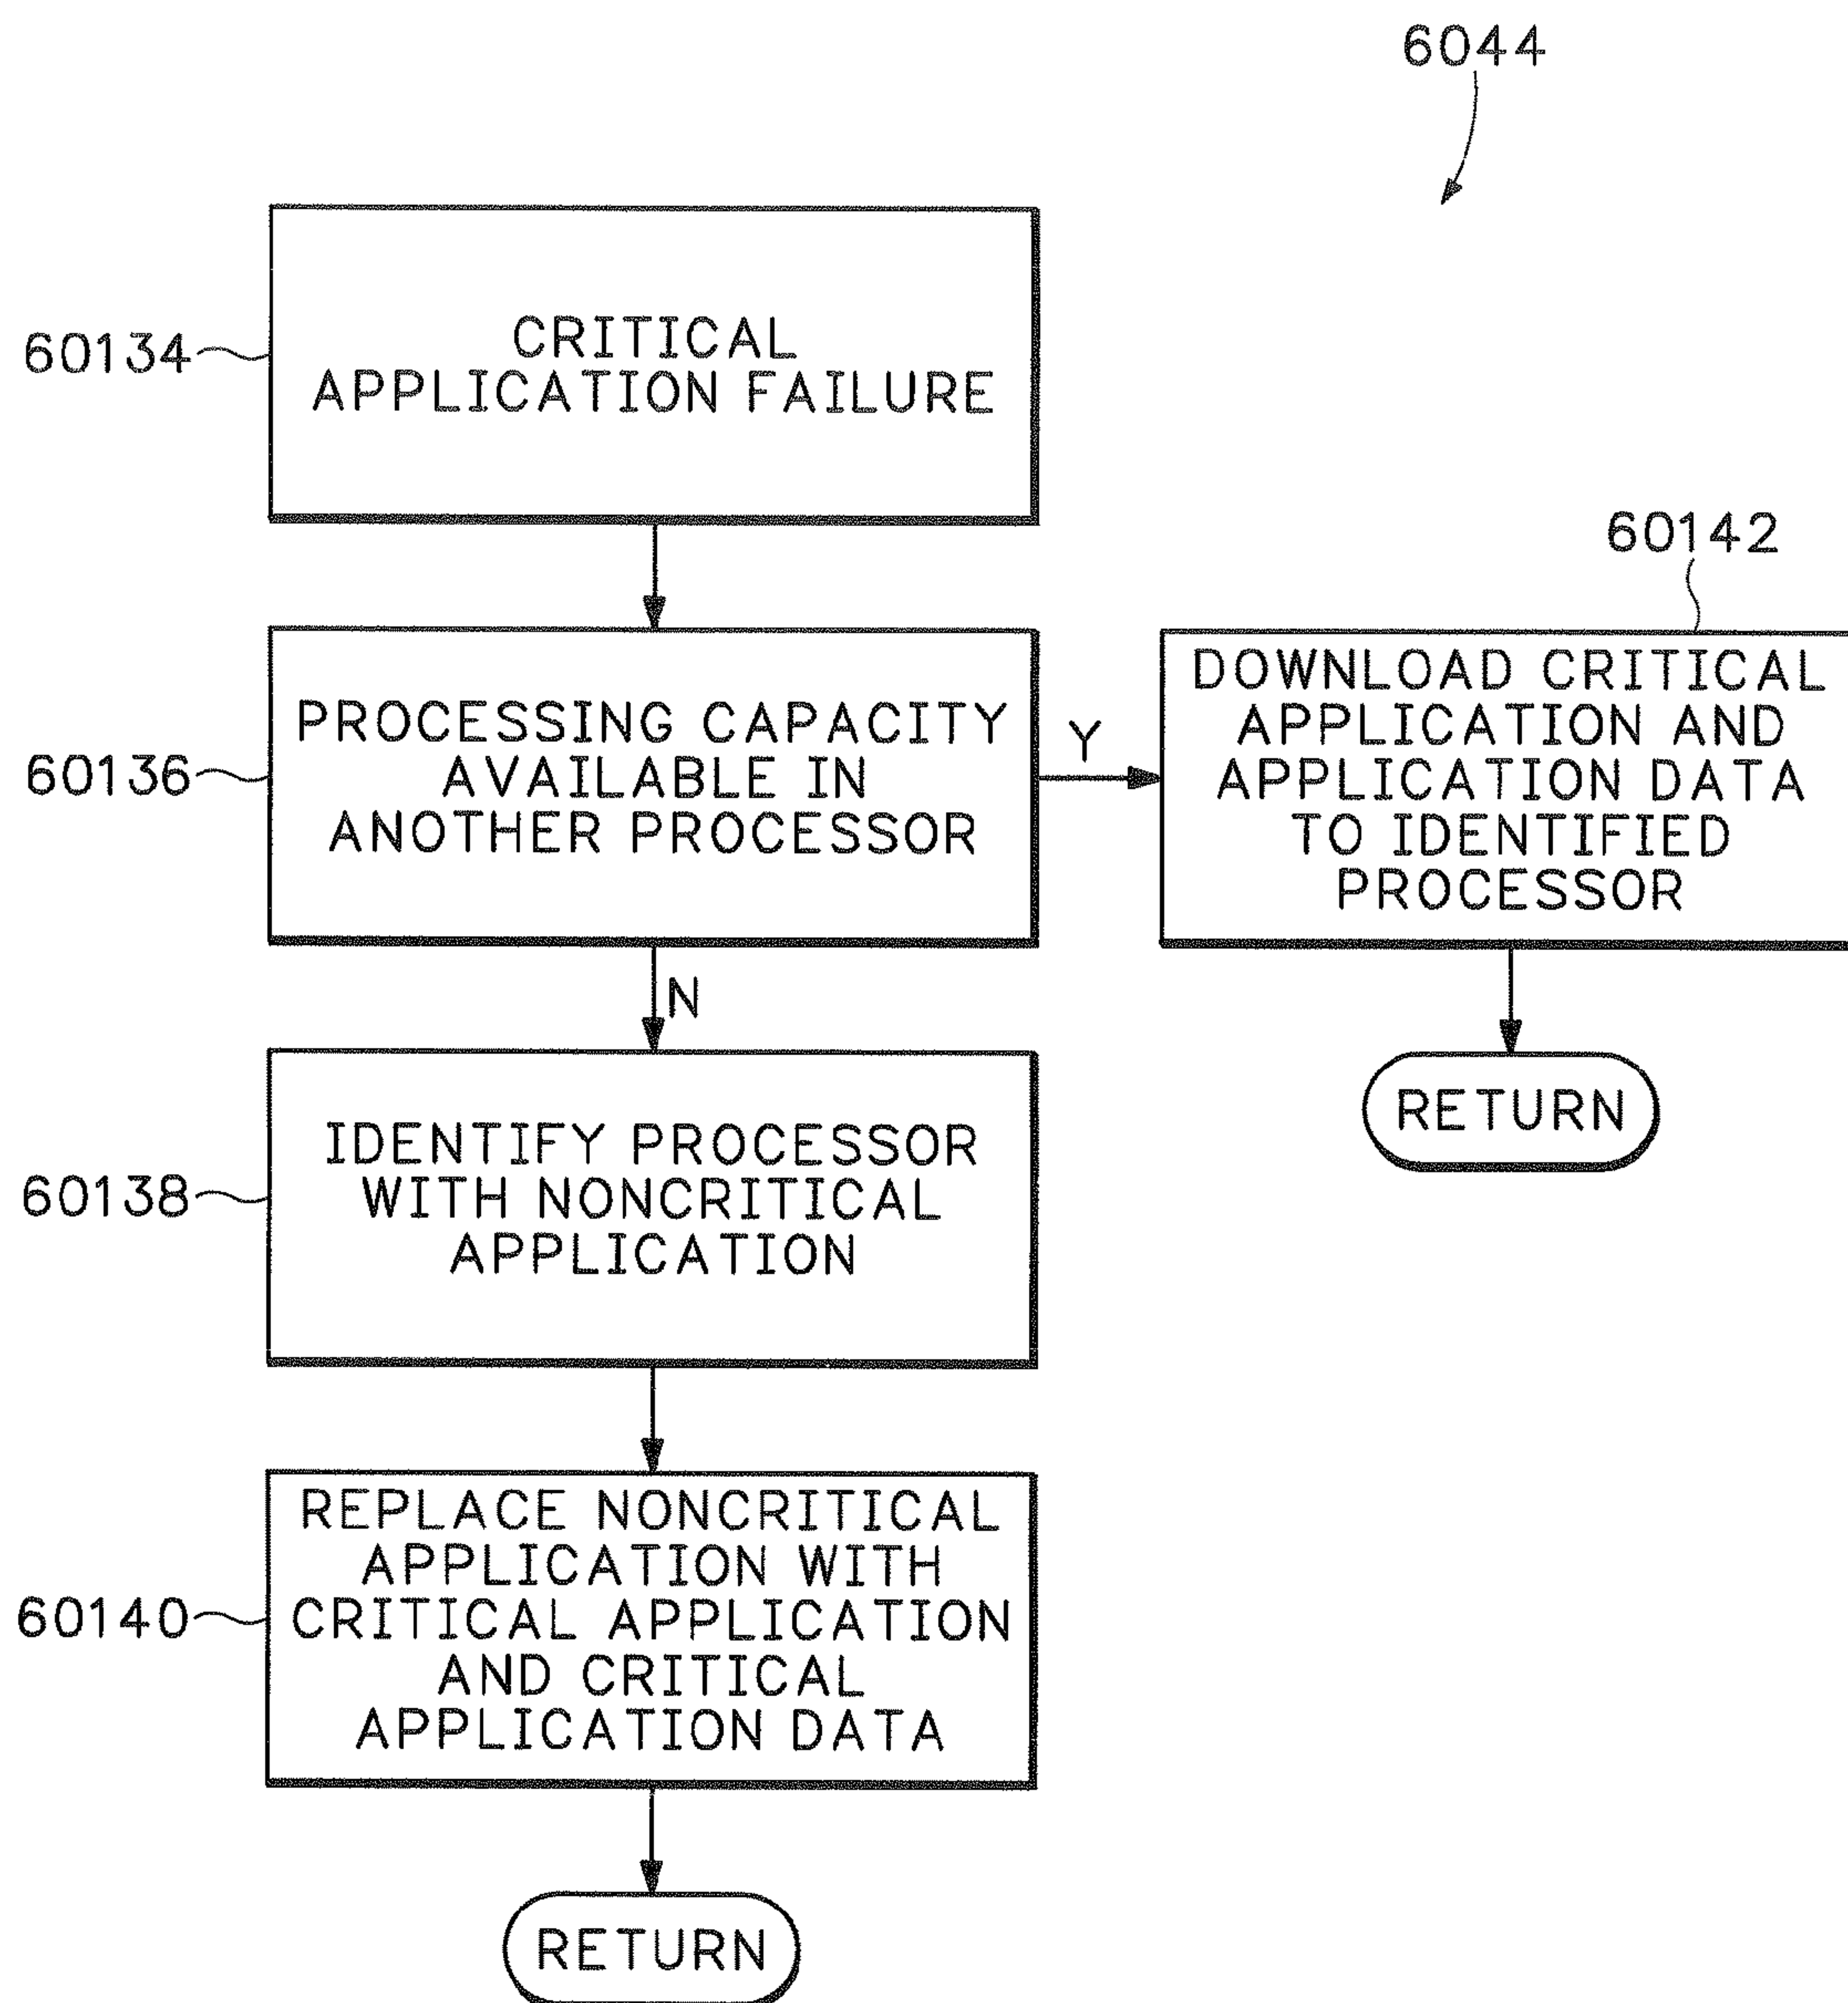 6044
60134
CRITICAL
APPLICATION FAILURE
60136
PROCESSING CAPACITY
AVAILABLE IN
ANOTHER PROCESSOR
Y
60142
DOWNLOAD CRITICAL
APPLICATION AND
APPLICATION DATA
TO IDENTIFIED
PROCESSOR
RETURN
N
60138
IDENTIFY PROCESSOR
WITH NONCRITICAL
APPLICATION
60140
REPLACE NONCRITICAL
APPLICATION WITH
CRITICAL APPLICATION
AND CRITICAL
APPLICATION DATA
RETURN